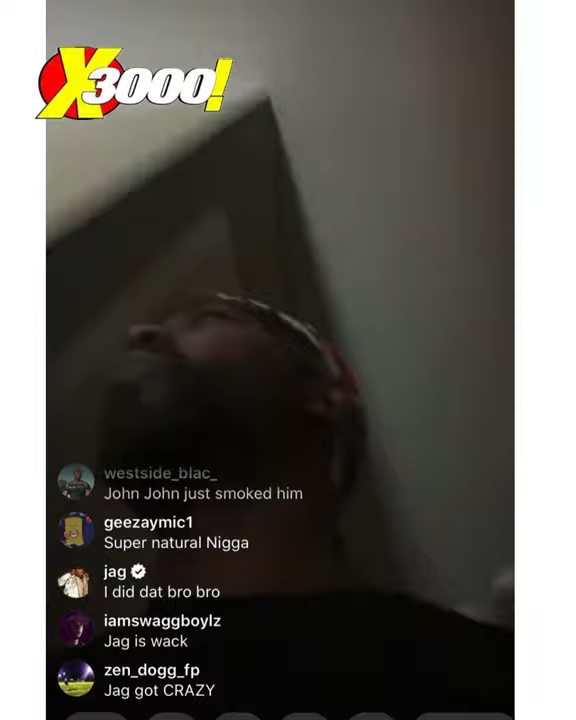 X3000!
westside_blac_
John John just smoked him
geezaymic1
Super natural Nigga
jag
I did dat bro bro
iamswaggboylz
Jag is wack
zen_dogg_fp
Jag got CRAZY